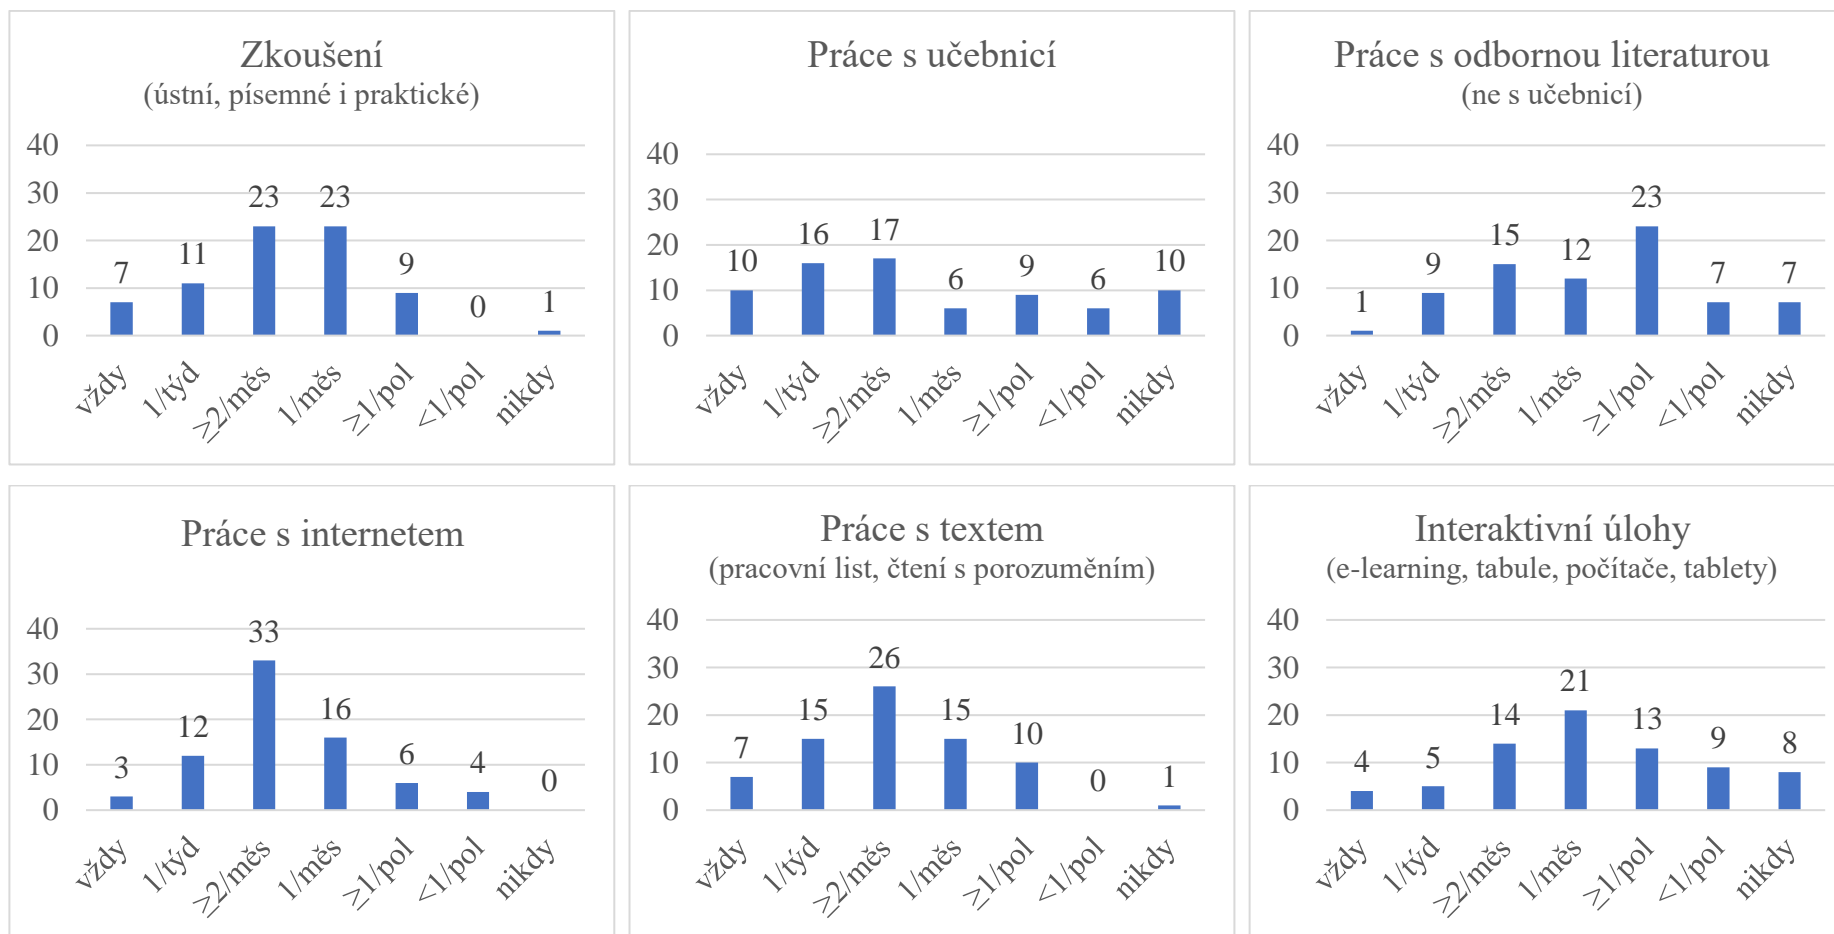 Zkoušení
(ústní, písemné i praktické)
40
30
20
10
0
7
11
23
23
9
0
1
vždy
1/týd
≥2/měs
1/měs
≥1/pol
<1/pol
nikdy
Práce s učebnicí
40
30
20
10
0
10
16
17
6
9
6
10
vždy
1/týd
≥2/měs
1/měs
≥1/pol
<1/pol
nikdy
Práce s odbornou literaturou
(ne s učebnicí)
40
30
20
10
0
1
9
15
12
23
7
7
vždy
1/týd
≥2/měs
1/měs
≥1/pol
<1/pol
nikdy
Práce s internetem
40
30
20
10
0
3
12
33
16
6
4
0
vždy
1/týd
≥2/měs
1/měs
≥1/pol
<1/pol
nikdy
Práce s textem
(pracovní list, čtení s porozuměním)
40
30
20
10
0
7
15
26
15
10
0
1
vždy
1/týd
≥2/měs
1/měs
≥1/pol
<1/pol
nikdy
Interaktivní úlohy
(e-learning, tabule, počítače, tablety)
40
30
20
10
0
4
5
14
21
13
9
8
vždy
1/týd
≥2/měs
1/měs
≥1/pol
<1/pol
nikdy